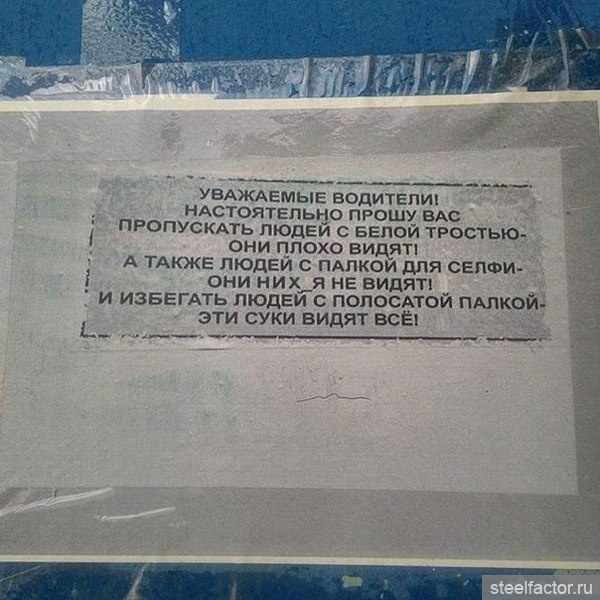 УВАЖАЕМЫЕ ВОДИТЕЛИ!
НАСТОЯТЕЛЬНО ПРОШУ ВАС
ПРОПУСКАТЬ ЛЮДЕЙ С БЕЛОЙ ТРОСТЬЮ-
ОНИ ПЛОХО ВИДЯТ!
А ТАКЖЕ ЛЮДЕЙ С ПАЛКОЙ ДЛЯ СЕЛФИ-
ОНИ НИХ_Я НЕ ВИДЯТ!
И ИЗБЕГАТЬ ЛЮДЕЙ С ПОЛОСАТОЙ ПАЛКОЙ-
ЭТИ СУКИ ВИДЯТ ВСЁ!
steelfactor.ru